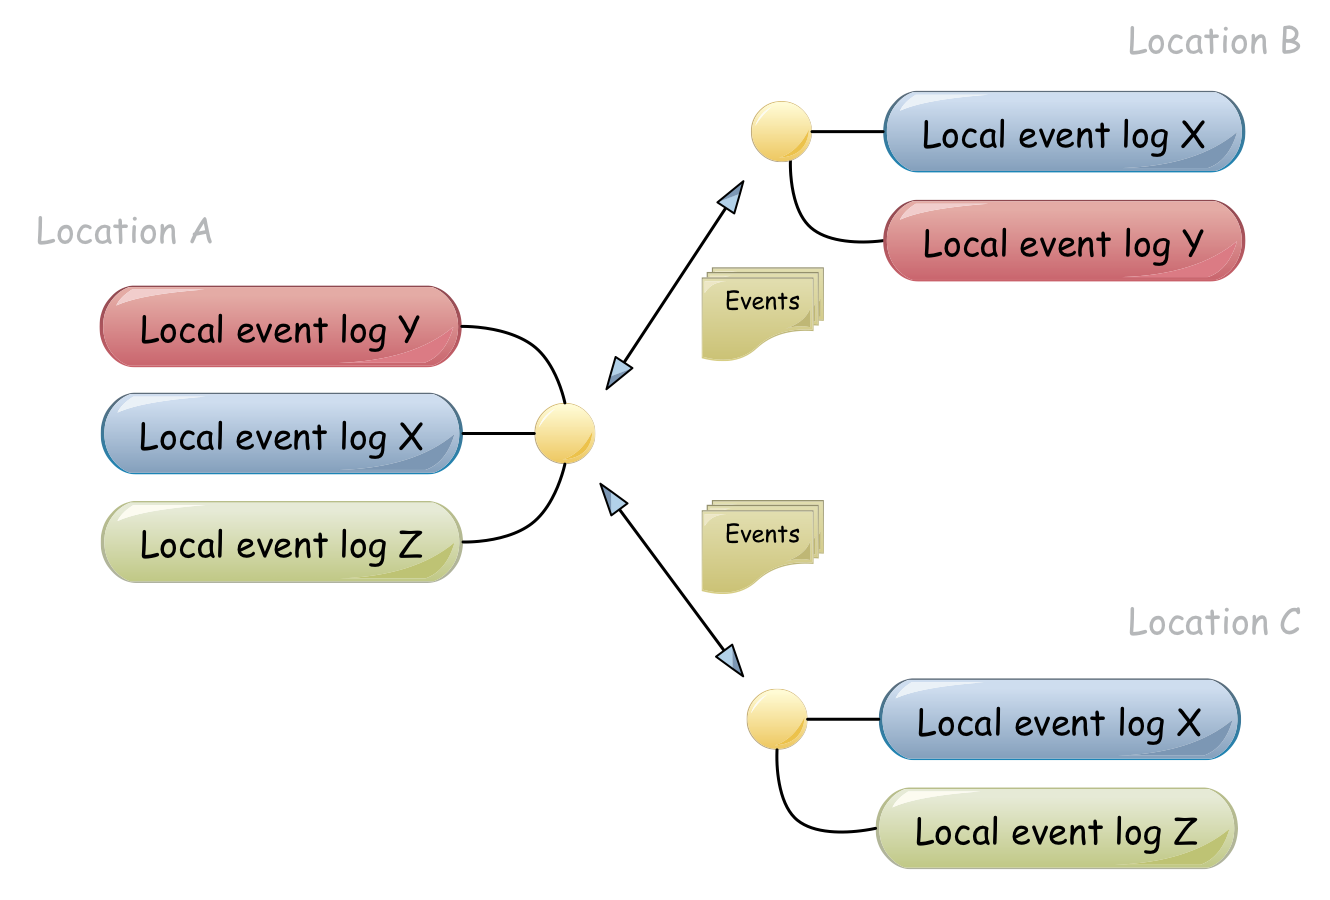 Location B
Local event log X
Local event log Y
Location A
Events
Local event log Y
Local event log X
Local event log Z
Events
Location C
Local event log X
Local event log Z